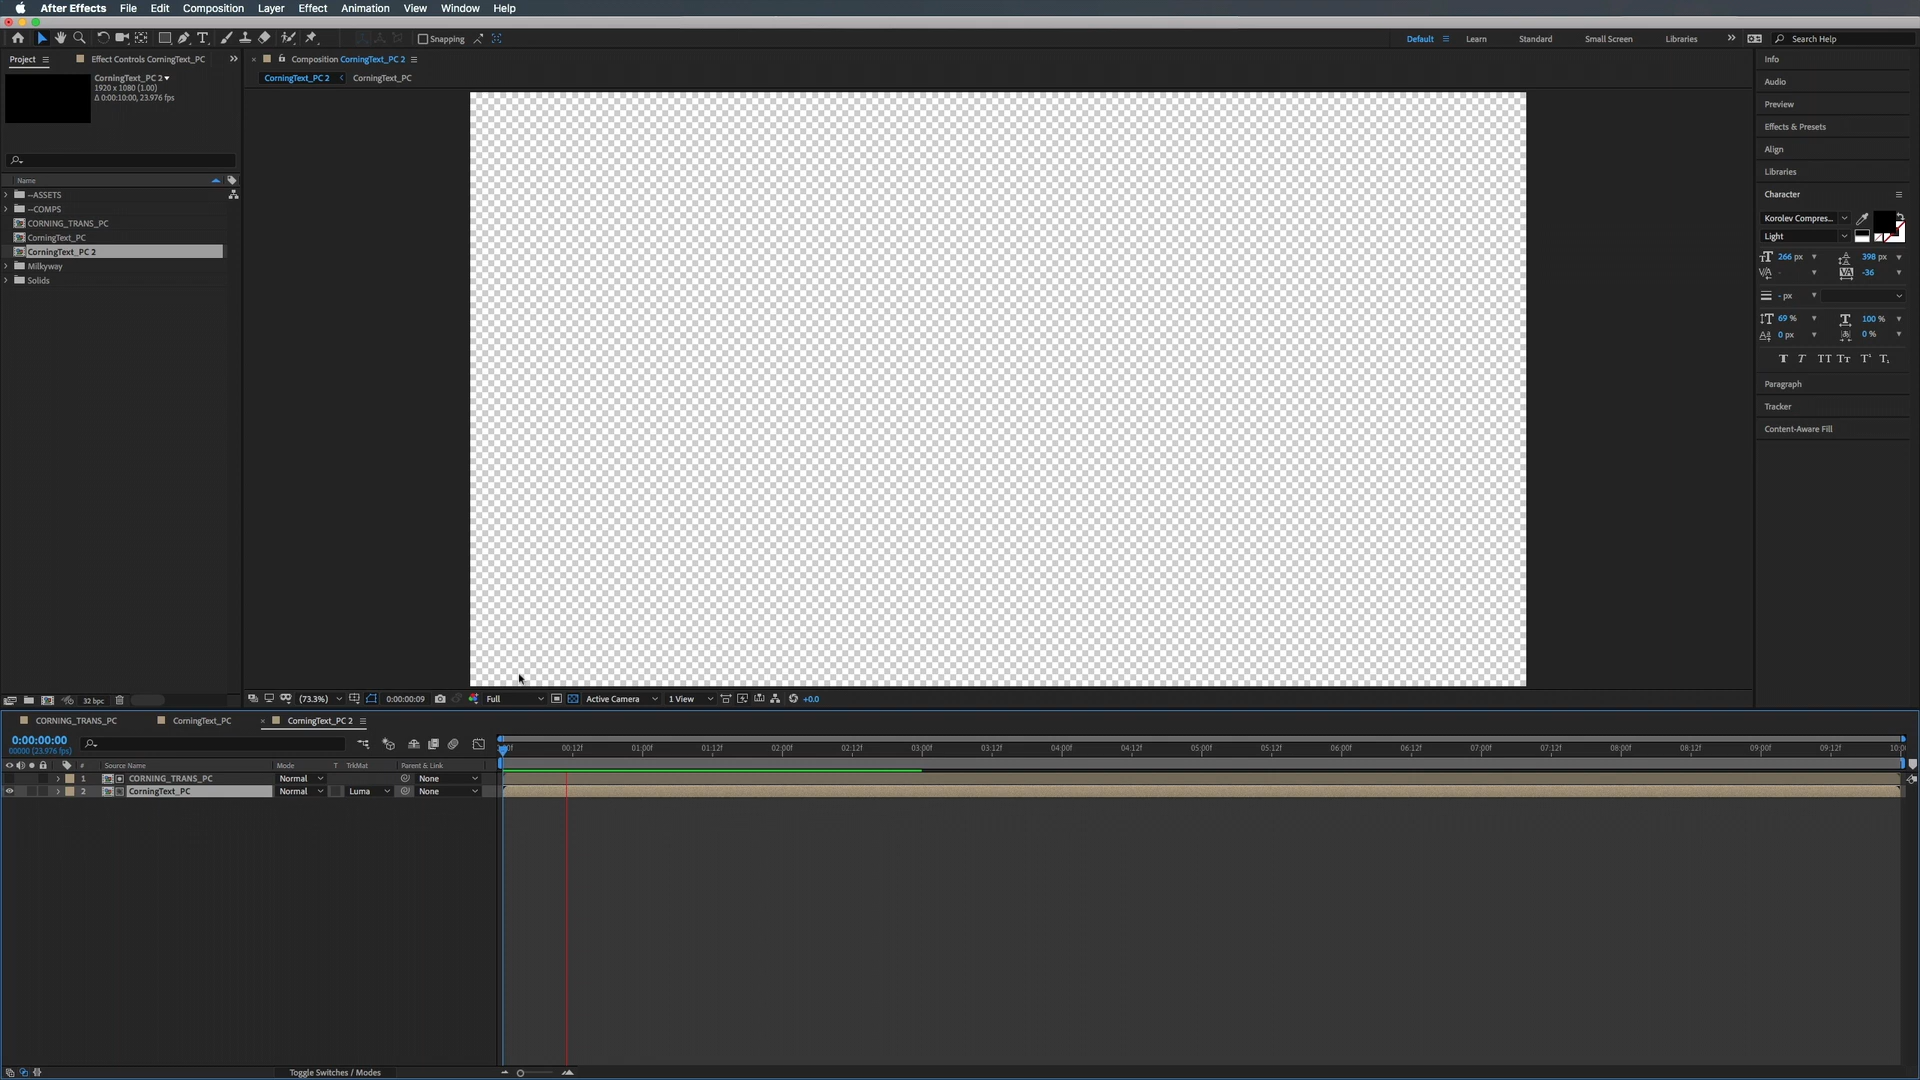 After Effects File Edit Composition Layer Effect Animation View Window Help
Snapping Default Learn Standard Small Screen Libraries Search Help
Project Effect Controls CorningText_PC
CorningText_PC 2
1920 x 1080 (1.00)
Δ 0:00:10:00, 23.976 fps
Name
--ASSETS
--COMPS
CORNING_TRANS_PC
CorningText_PC
CorningText_PC 2
Milkyway
Solids
32 bpc
Composition CorningText_PC 2
CorningText_PC 2 CorningText_PC
(73.3%) 0:00:00:09 Full Active Camera 1 View +0.0
Info
Audio
Preview
Effects & Presets
Align
Libraries
Character
Korolev Compres...
Light
266 px 398 px
- -36
- px
69 % 100 %
0 px 0 %
T T TT Tт T¹ T₁
Paragraph
Tracker
Content-Aware Fill
CORNING_TRANS_PC CorningText_PC CorningText_PC 2
0:00:00:00
00000 (23.976 fps)
:00f 00:12f 01:00f 01:12f 02:00f 02:12f 03:00f 03:12f 04:00f 04:12f 05:00f 05:12f 06:00f 06:12f 07:00f 07:12f 08:00f 08:12f 09:00f 09:12f 10:0
# Source Name Mode T TrkMat Parent & Link
1 CORNING_TRANS_PC Normal None
2 CorningText_PC Normal Luma None
Toggle Switches / Modes